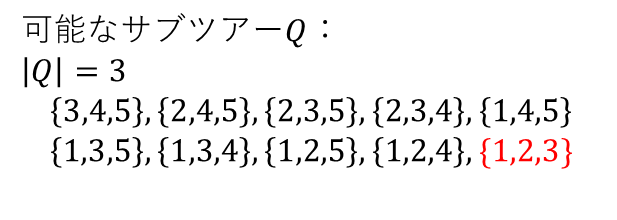 可能なサブツアーQ：
|Q| = 3
{3,4,5}, {2,4,5}, {2,3,5}, {2,3,4}, {1,4,5}
{1,3,5}, {1,3,4}, {1,2,5}, {1,2,4}, {1,2,3}